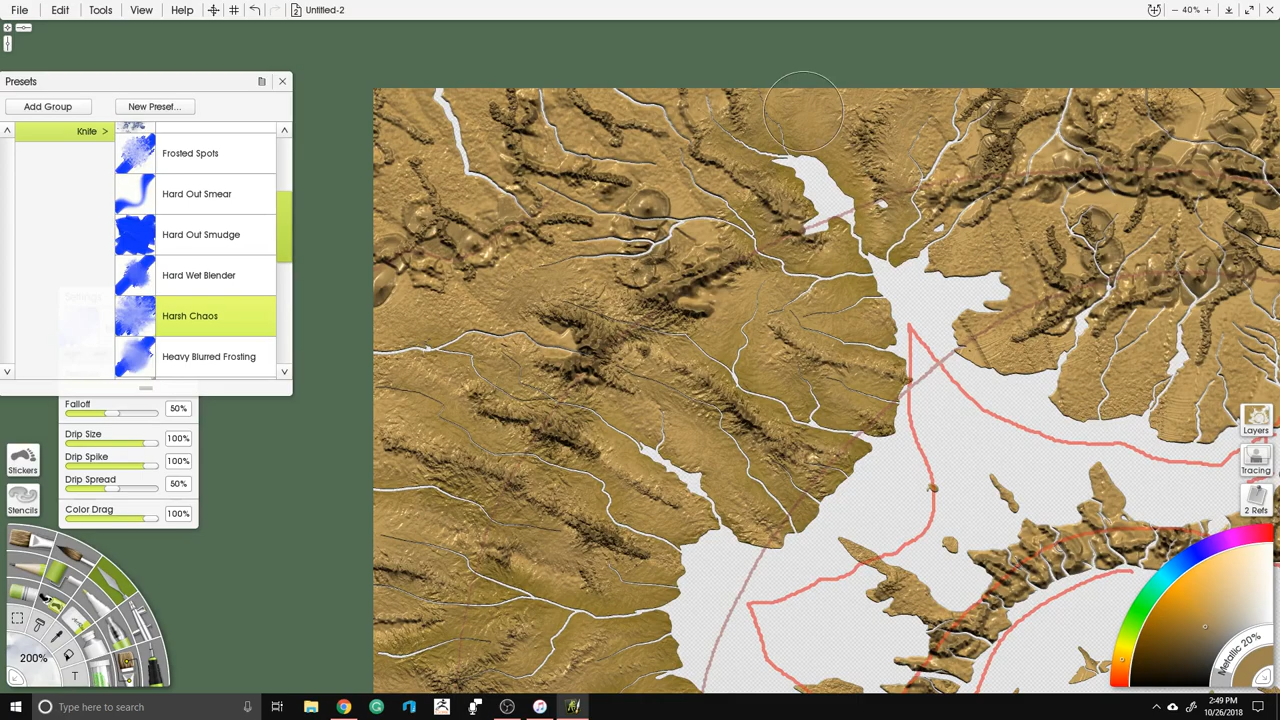 File Edit Tools View Help Untitled-2 40%
Presets
Add Group New Preset...
Knife >
Frosted Spots
Hard Out Smear
Hard Out Smudge
Hard Wet Blender
Harsh Chaos
Heavy Blurred Frosting
Falloff 50%
Drip Size 100%
Drip Spike 100%
Drip Spread 50%
Color Drag 100%
Stickers
Stencils
200%
T
Layers
Tracing
2 Refs
Metallic 20%
Type here to search
2:49 PM
10/26/2018